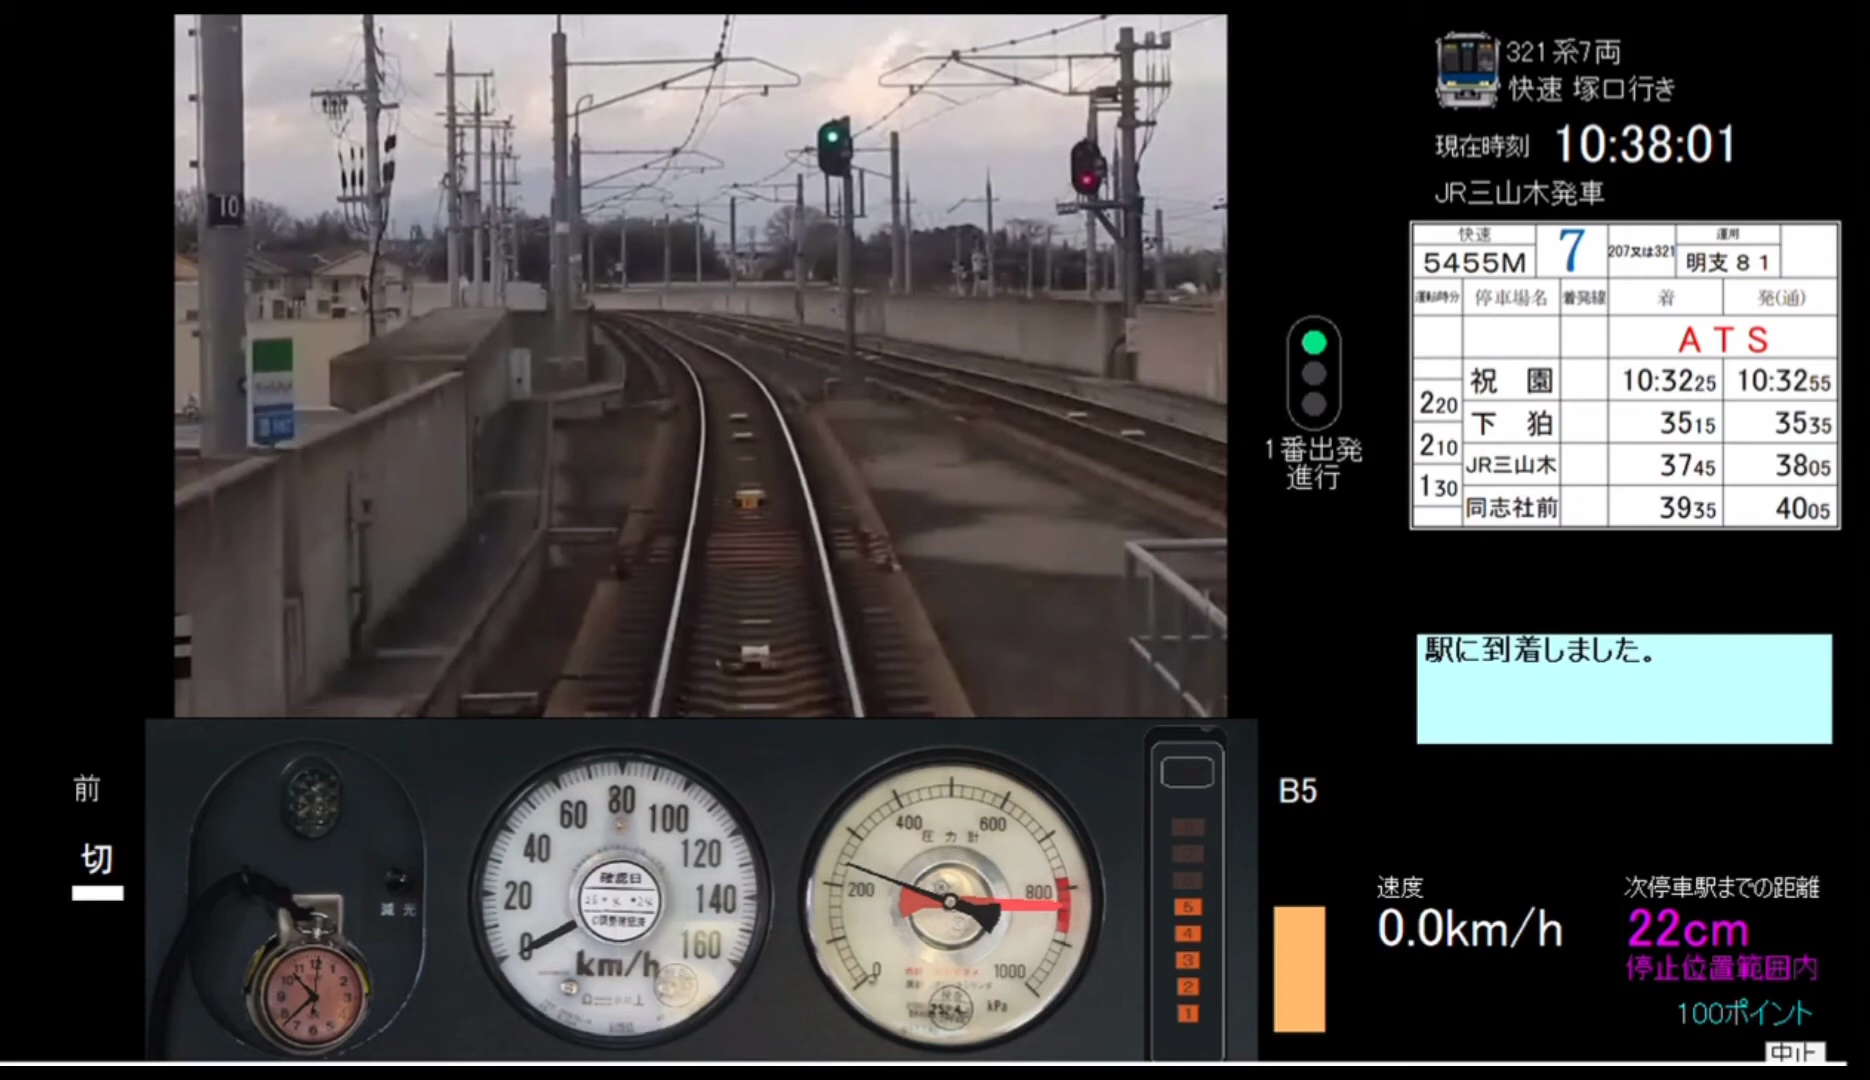 321系7両
快速 塚口行き
現在時刻 10:38:01
JR三山木発車
快速 7 207又は321 運用
5455M 明支81
運転時分 停車場名 着発線 着 発(通)
ATS
祝園 10:3225 10:3255
220
下狛 3515 3535
210
JR三山木 3745 3805
130
同志社前 3935 4005
10
1番出発
進行
駅に到着しました。
前
切
B5
減光
0 20 40 60 80 100 120 140 160
確認日
km/h
0 200 400 600 800 1000
圧力計
kPa
5
4
3
2
1
速度
0.0km/h
次停車駅までの距離
22cm
停止位置範囲内
100ポイント
中止